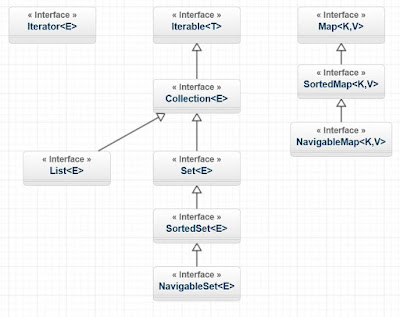 « Interface »
Iterator<E>
« Interface »
Iterable<T>
« Interface »
Map<K,V>
« Interface »
Collection<E>
« Interface »
SortedMap<K,V>
« Interface »
NavigableMap<K,V>
« Interface »
List<E>
« Interface »
Set<E>
« Interface »
SortedSet<E>
« Interface »
NavigableSet<E>